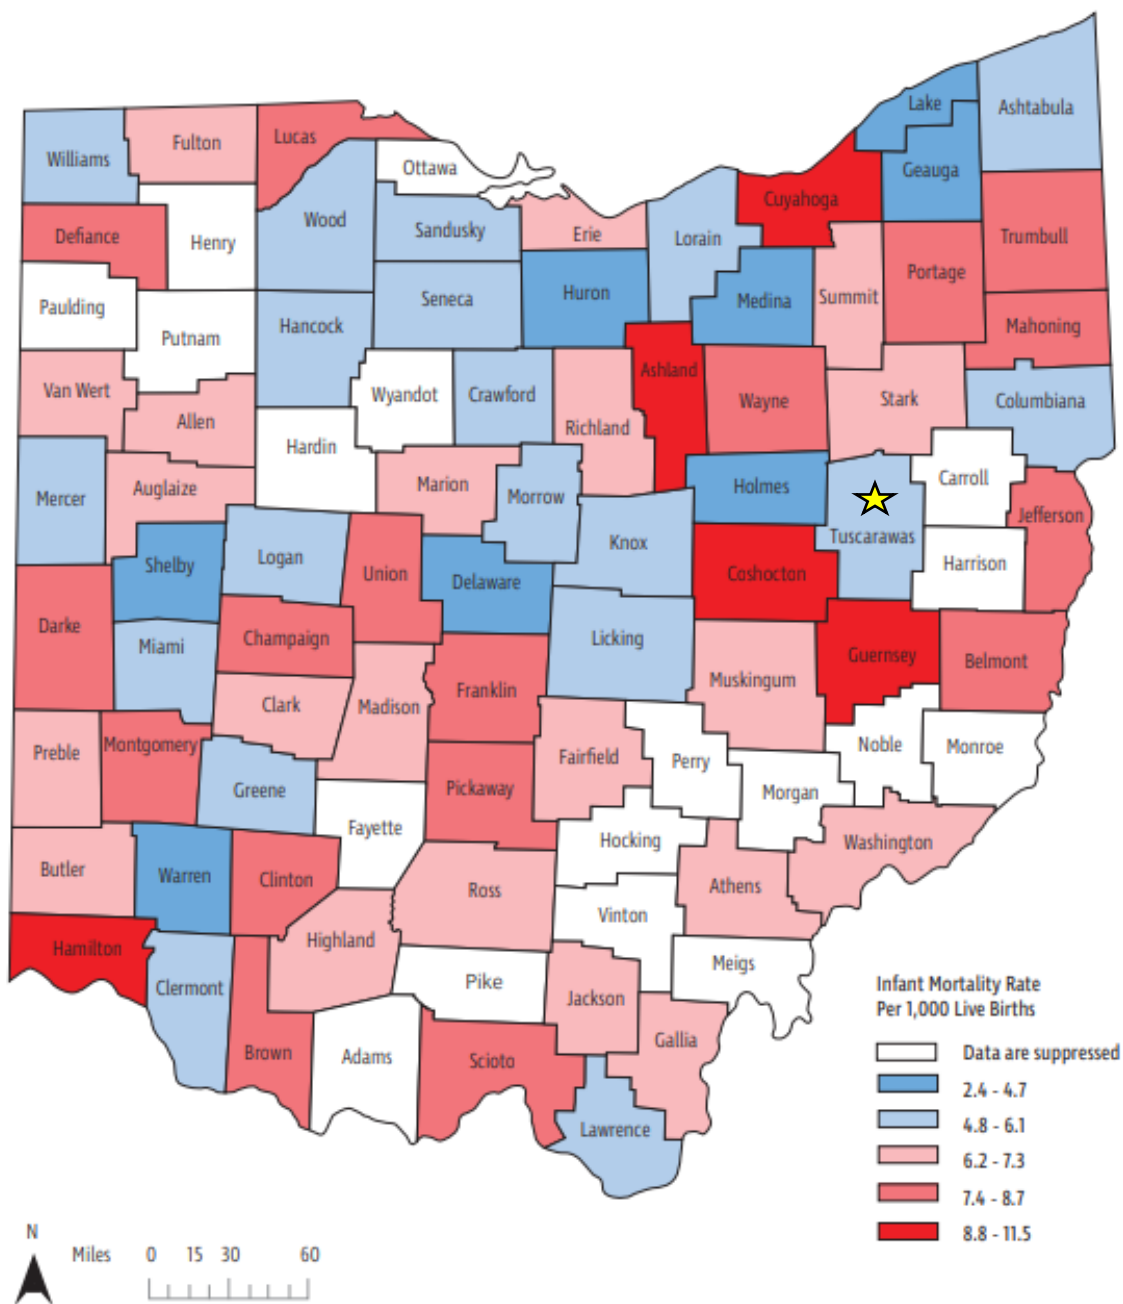 Lake
Ashtabula
Fulton
Lucas
Williams
Ottawa
Geauga
Cuyahoga
Wood
Sandusky
Defiance
Henry
Erie
Lorain
Trumbull
Portage
Seneca
Huron
Medina
Summit
Paulding
Hancock
Mahoning
Putnam
Ashland
Van Wert
Wyandot
Crawford
Wayne
Stark
Columbiana
Allen
Richland
Hardin
Marion
Morrow
Holmes
Carroll
Auglaize
Mercer
Jefferson
Tuscarawas
Knox
Logan
Shelby
Union
Delaware
Coshocton
Harrison
Darke
Champaign
Licking
Miami
Guernsey
Belmont
Muskingum
Franklin
Clark
Madison
Preble
Montgomery
Fairfield
Perry
Noble
Monroe
Greene
Pickaway
Morgan
Fayette
Hocking
Washington
Butler
Warren
Clinton
Ross
Athens
Vinton
Highland
Hamilton
Meigs
Clermont
Pike
Jackson
Gallia
Brown
Adams
Scioto
Lawrence
Infant Mortality Rate
Per 1,000 Live Births
Data are suppressed
2.4 - 4.7
4.8 - 6.1
6.2 - 7.3
7.4 - 8.7
8.8 - 11.5
N
Miles 0 15 30 60